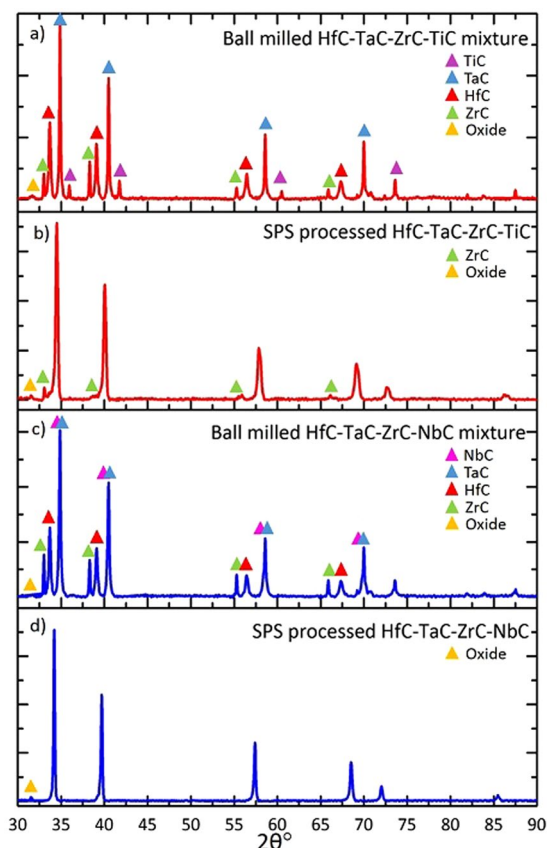 a)
Ball milled HfC-TaC-ZrC-TiC mixture
TiC
TaC
HfC
ZrC
Oxide
b)
SPS processed HfC-TaC-ZrC-TiC
ZrC
Oxide
c)
Ball milled HfC-TaC-ZrC-NbC mixture
NbC
TaC
HfC
ZrC
Oxide
d)
SPS processed HfC-TaC-ZrC-NbC
Oxide
30 35 40 45 50 55 60 65 70 75 80 85 90
2θ°